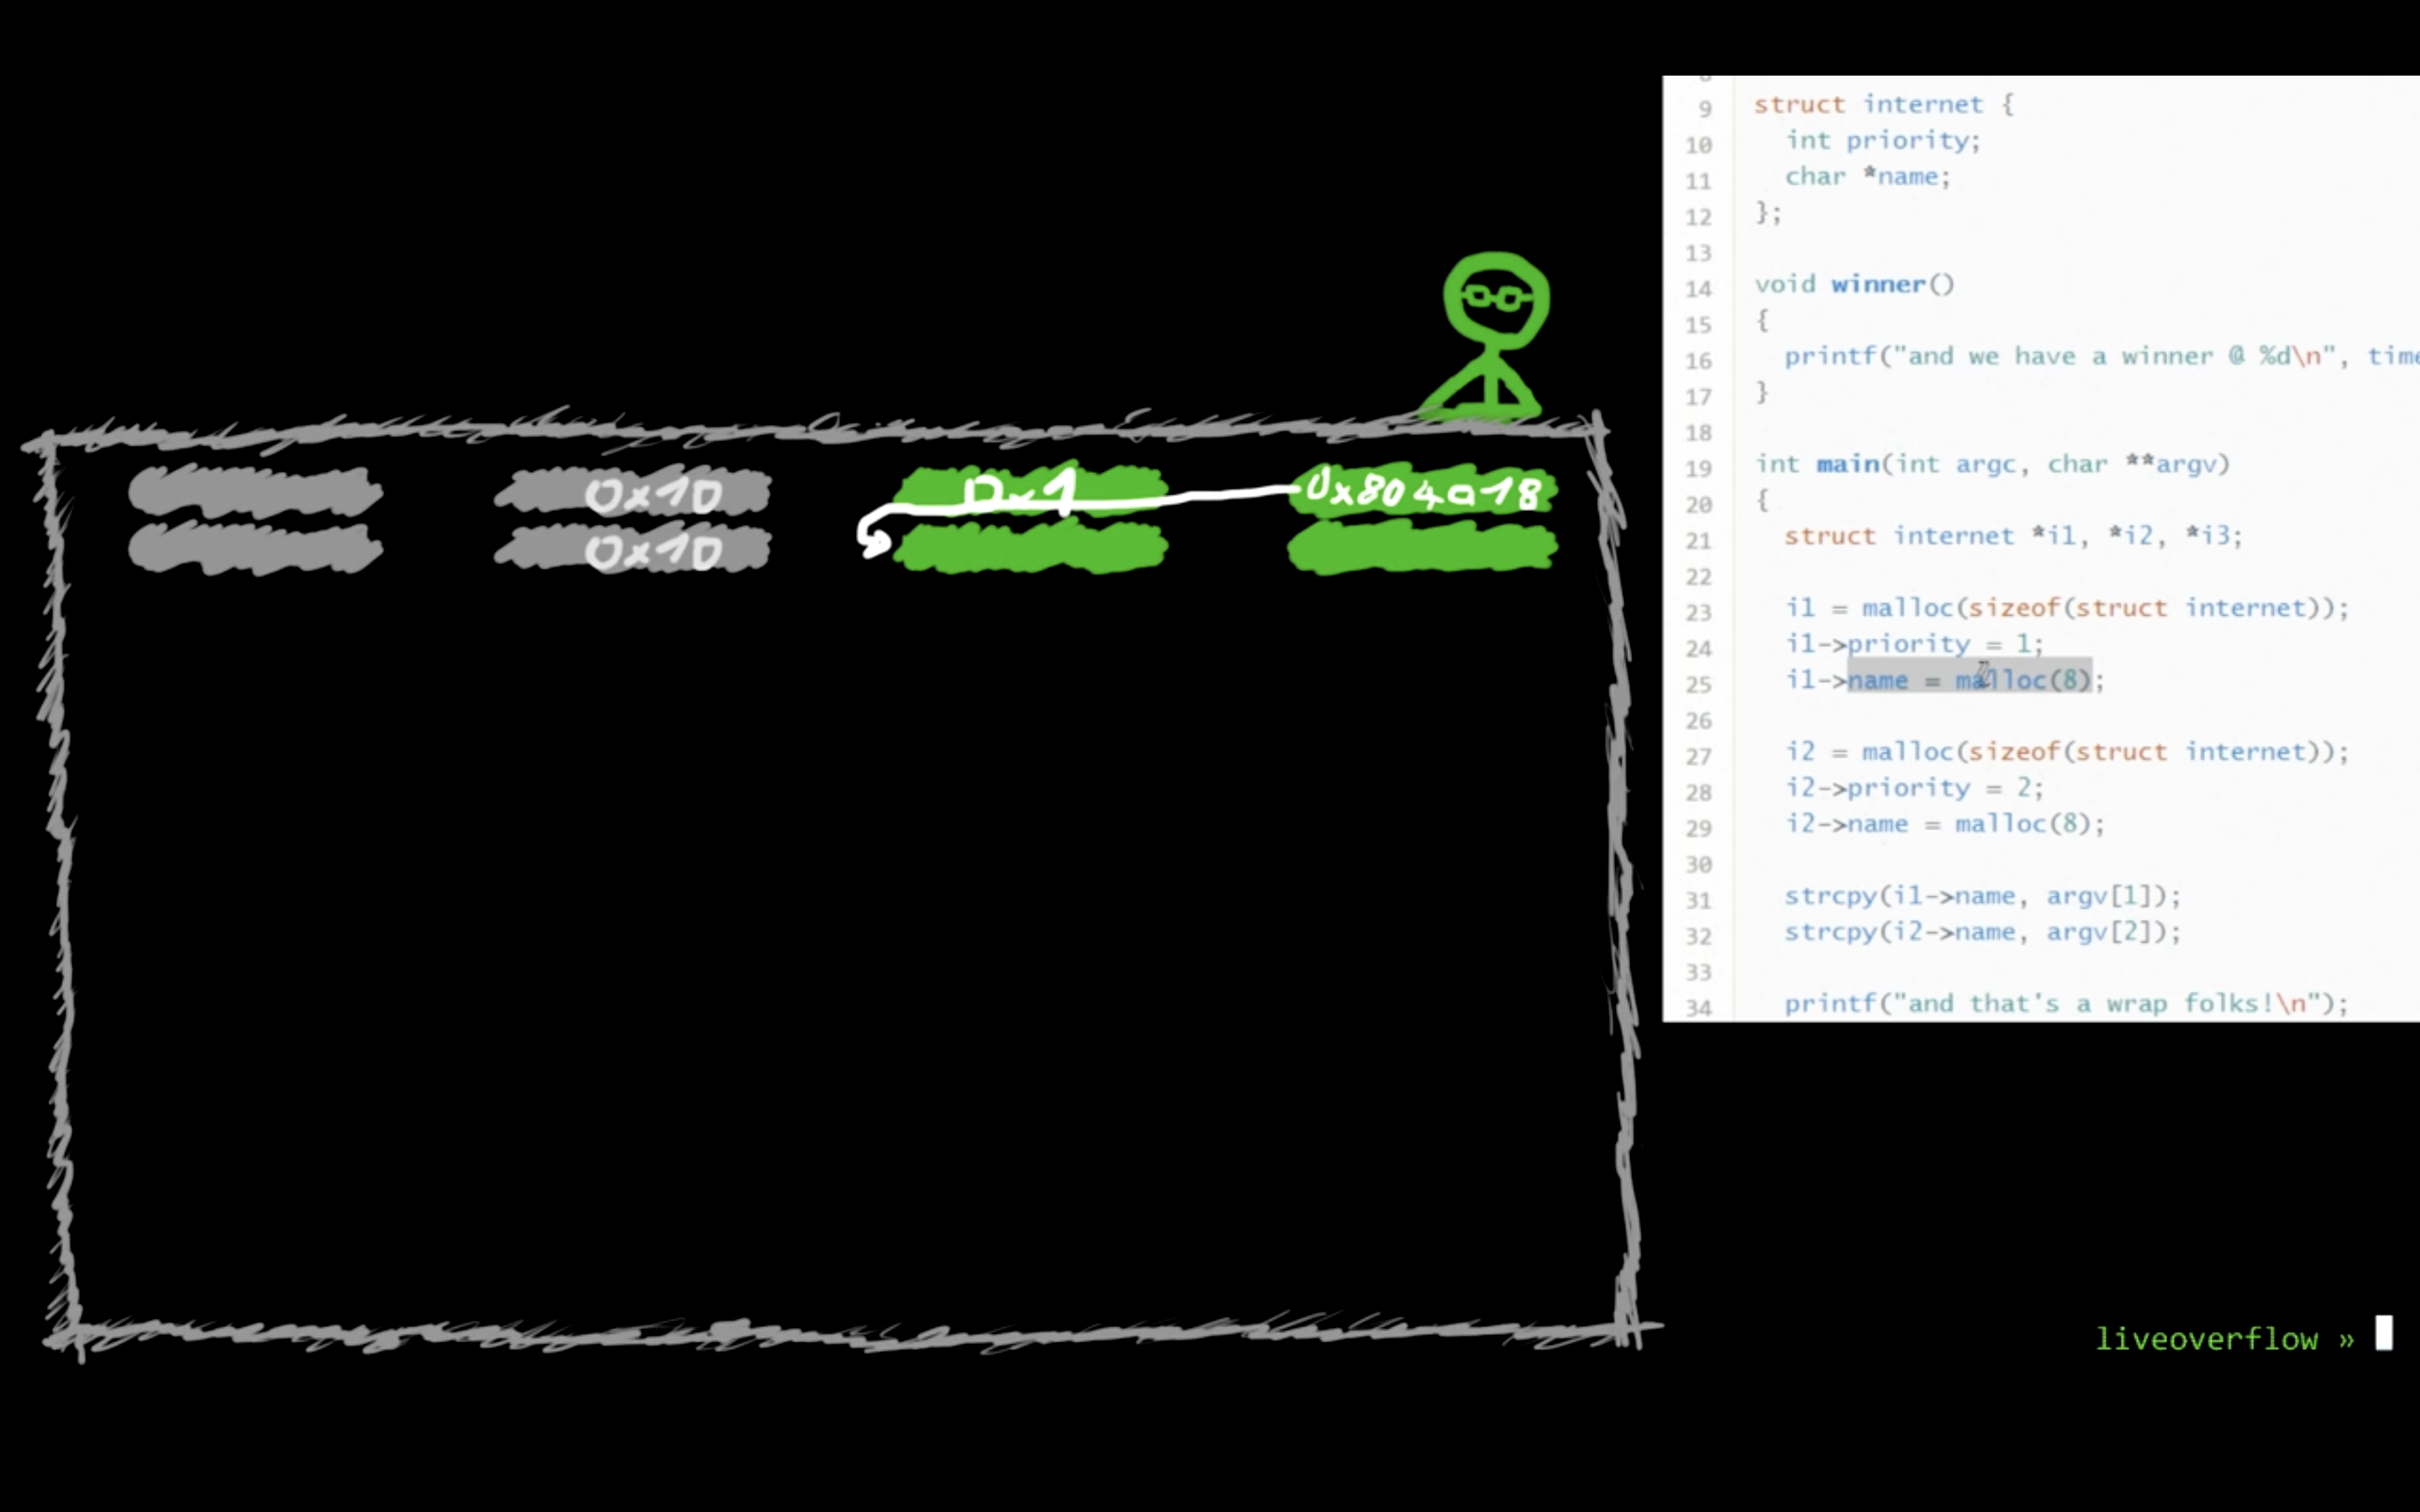 0x10 0x1 0x804a018
0x10
9 struct internet {
10 int priority;
11 char *name;
12 };
13
14 void winner()
15 {
16 printf("and we have a winner @ %d\n", time
17 }
18
19 int main(int argc, char **argv)
20 {
21 struct internet *i1, *i2, *i3;
22
23 i1 = malloc(sizeof(struct internet));
24 i1->priority = 1;
25 i1->name = malloc(8);
26
27 i2 = malloc(sizeof(struct internet));
28 i2->priority = 2;
29 i2->name = malloc(8);
30
31 strcpy(i1->name, argv[1]);
32 strcpy(i2->name, argv[2]);
33
34 printf("and that's a wrap folks!\n");
liveoverflow »